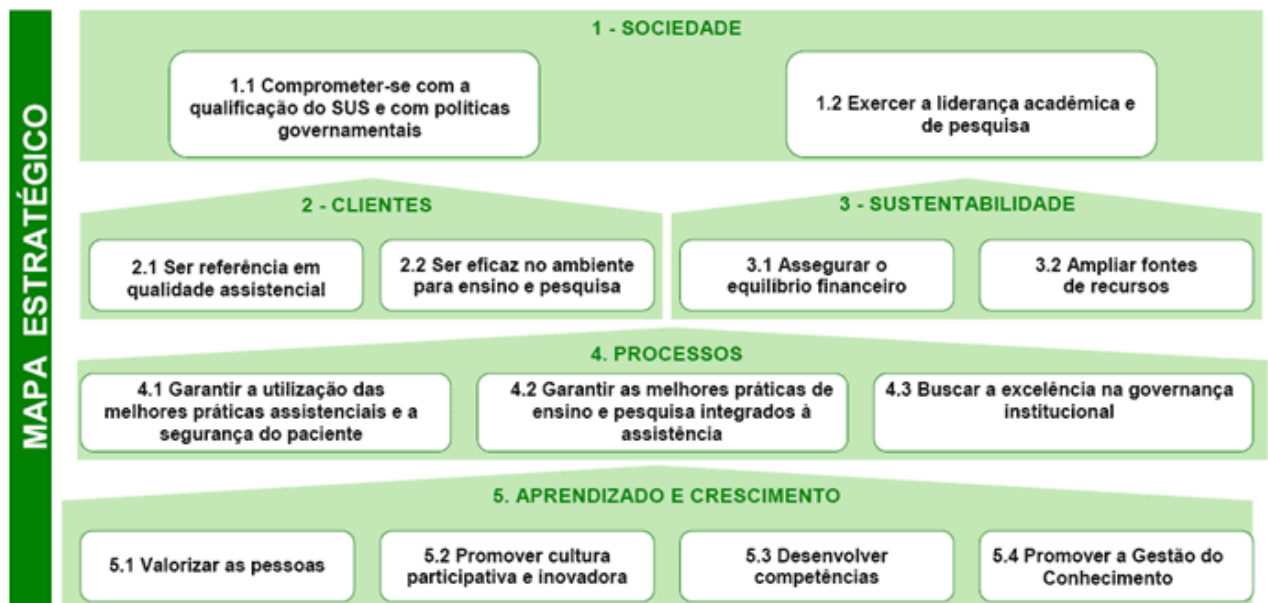 MAPA ESTRATÉGICO
1 - SOCIEDADE
1.1 Comprometer-se com a
qualificação do SUS e com políticas
governamentais
1.2 Exercer a liderança acadêmica e
de pesquisa
2 - CLIENTES
2.1 Ser referência em
qualidade assistencial
2.2 Ser eficaz no ambiente
para ensino e pesquisa
3 - SUSTENTABILIDADE
3.1 Assegurar o
equilíbrio financeiro
3.2 Ampliar fontes
de recursos
4. PROCESSOS
4.1 Garantir a utilização das
melhores práticas assistenciais e a
segurança do paciente
4.2 Garantir as melhores práticas de
ensino e pesquisa integrados à
assistência
4.3 Buscar a excelência na governança
institucional
5. APRENDIZADO E CRESCIMENTO
5.1 Valorizar as pessoas
5.2 Promover cultura
participativa e inovadora
5.3 Desenvolver
competências
5.4 Promover a Gestão do
Conhecimento